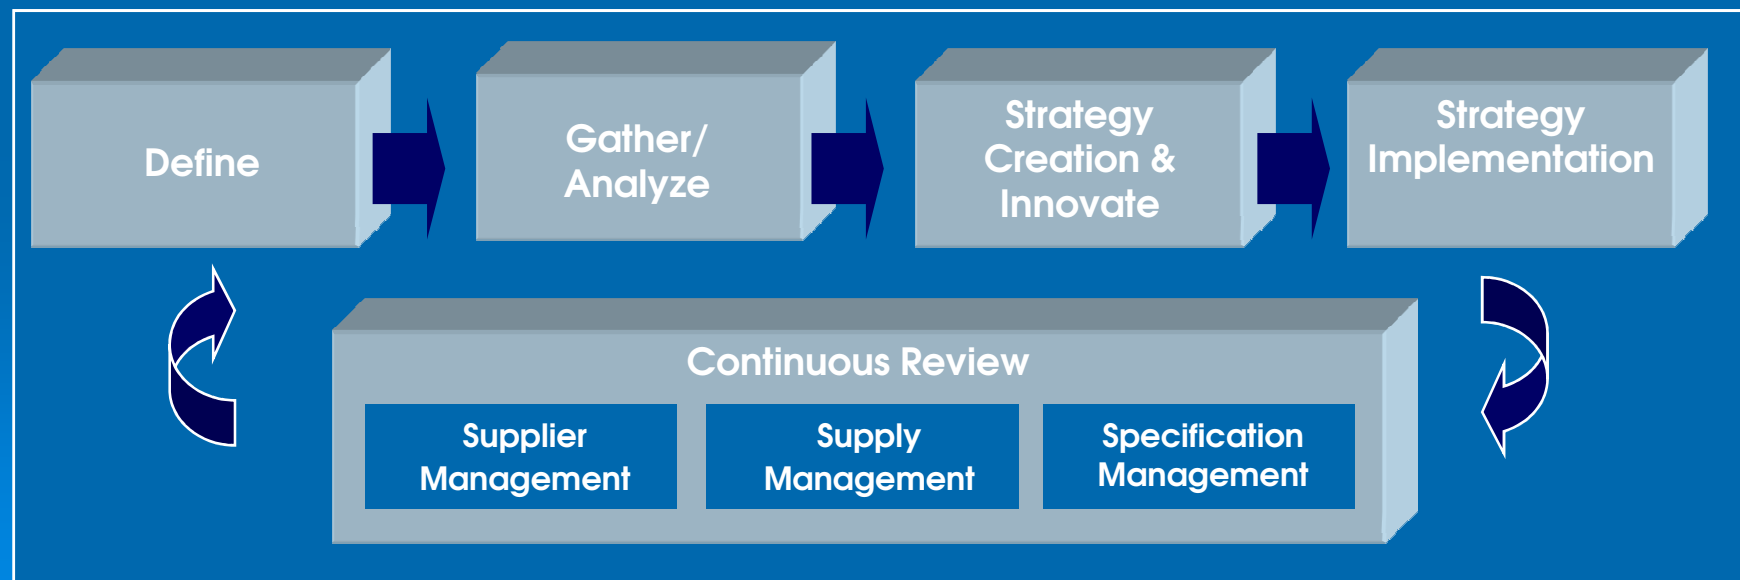 Define
Gather/
Analyze
Strategy
Creation &
Innovate
Strategy
Implementation
Continuous Review
Supplier
Management
Supply
Management
Specification
Management